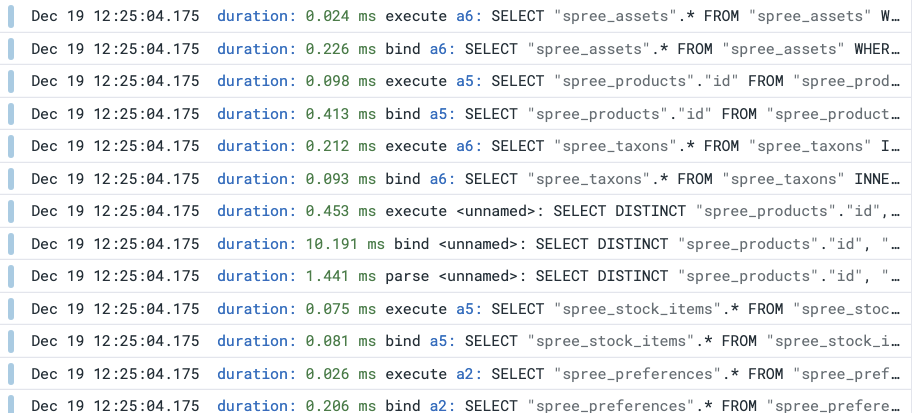 Dec 19 12:25:04.175 duration: 0.024 ms execute a6: SELECT "spree_assets".* FROM "spree_assets" W…
Dec 19 12:25:04.175 duration: 0.226 ms bind a6: SELECT "spree_assets".* FROM "spree_assets" WHER…
Dec 19 12:25:04.175 duration: 0.098 ms execute a5: SELECT "spree_products"."id" FROM "spree_prod…
Dec 19 12:25:04.175 duration: 0.413 ms bind a5: SELECT "spree_products"."id" FROM "spree_product…
Dec 19 12:25:04.175 duration: 0.212 ms execute a6: SELECT "spree_taxons".* FROM "spree_taxons" I…
Dec 19 12:25:04.175 duration: 0.093 ms bind a6: SELECT "spree_taxons".* FROM "spree_taxons" INNE…
Dec 19 12:25:04.175 duration: 0.453 ms execute <unnamed>: SELECT DISTINCT "spree_products"."id",…
Dec 19 12:25:04.175 duration: 10.191 ms bind <unnamed>: SELECT DISTINCT "spree_products"."id", "…
Dec 19 12:25:04.175 duration: 1.441 ms parse <unnamed>: SELECT DISTINCT "spree_products"."id", "…
Dec 19 12:25:04.175 duration: 0.075 ms execute a5: SELECT "spree_stock_items".* FROM "spree_stoc…
Dec 19 12:25:04.175 duration: 0.081 ms bind a5: SELECT "spree_stock_items".* FROM "spree_stock_i…
Dec 19 12:25:04.175 duration: 0.026 ms execute a2: SELECT "spree_preferences".* FROM "spree_pref…
Dec 19 12:25:04.175 duration: 0.206 ms bind a2: SELECT "spree_preferences".* FROM "spree_prefere…